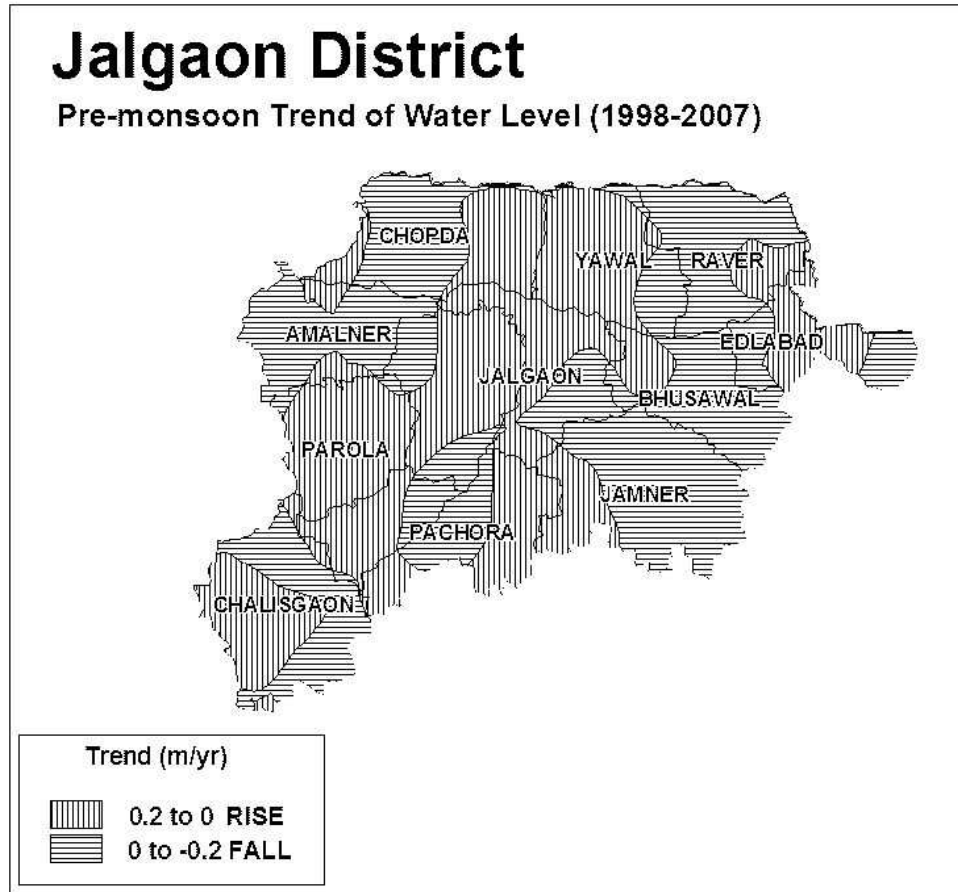 Jalgaon District
Pre-monsoon Trend of Water Level (1998-2007)
CHOPDA
YAWAL
RAVER
AMALNER
EDLABAD
JALGAON
BHUSAWAL
PAROLA
JAMNER
PACHORA
CHALISGAON
Trend (m/yr)
0.2 to 0 RISE
0 to -0.2 FALL